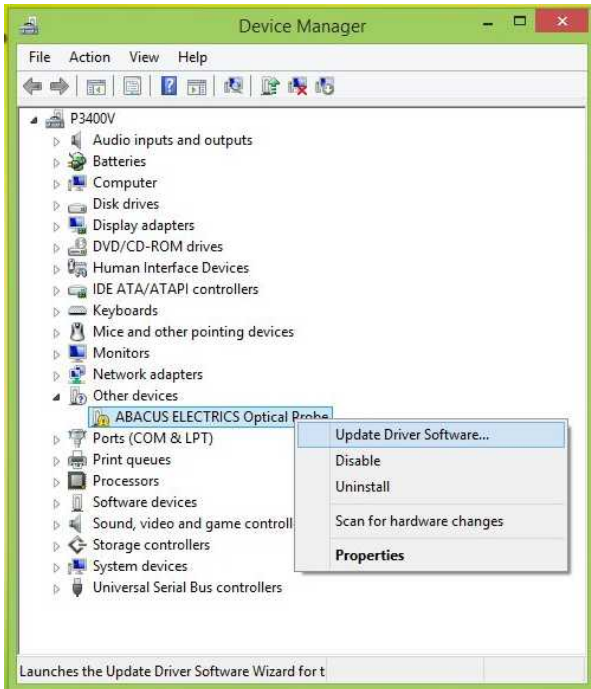 Device Manager
File Action View Help
P3400V
Audio inputs and outputs
Batteries
Computer
Disk drives
Display adapters
DVD/CD-ROM drives
Human Interface Devices
IDE ATA/ATAPI controllers
Keyboards
Mice and other pointing devices
Monitors
Network adapters
Other devices
ABACUS ELECTRICS Optical Probe
Ports (COM & LPT)
Print queues
Processors
Software devices
Sound, video and game controll
Storage controllers
System devices
Universal Serial Bus controllers
Update Driver Software...
Disable
Uninstall
Scan for hardware changes
Properties
Launches the Update Driver Software Wizard for t